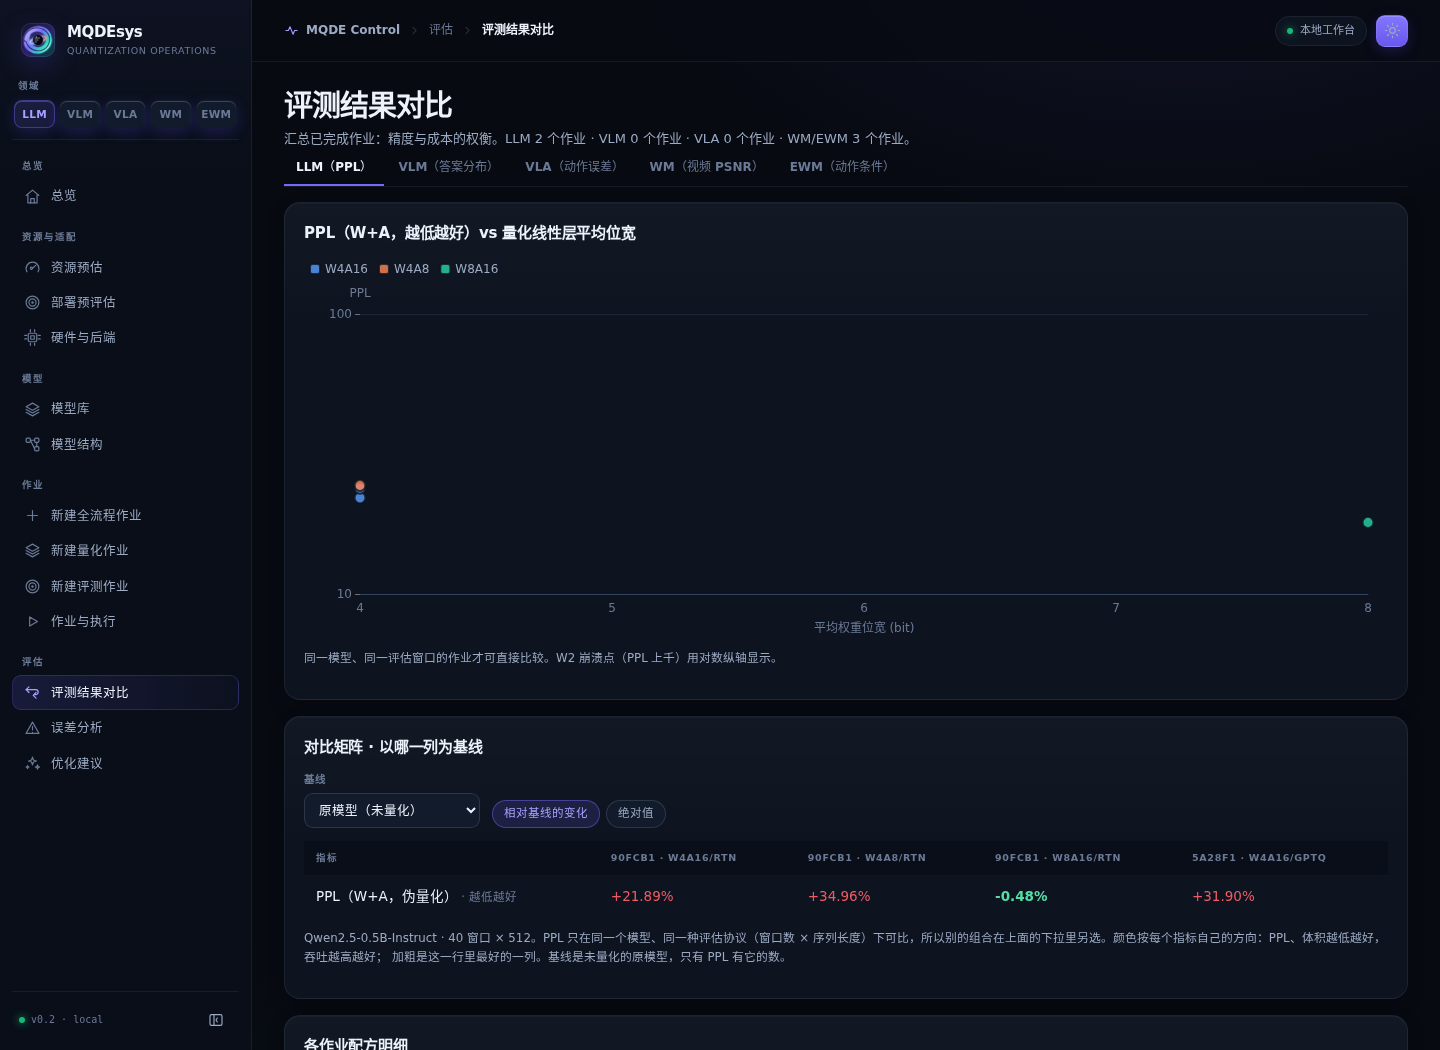 MQDEsys
QUANTIZATION OPERATIONS
领域
LLM VLM VLA WM EWM
总览
总览
资源与适配
资源预估
部署预评估
硬件与后端
模型
模型库
模型结构
作业
新建全流程作业
新建量化作业
新建评测作业
作业与执行
评估
评测结果对比
误差分析
优化建议
v0.2 · local
MQDE Control 评估 评测结果对比
本地工作台
评测结果对比
汇总已完成作业：精度与成本的权衡。LLM 2 个作业 · VLM 0 个作业 · VLA 0 个作业 · WM/EWM 3 个作业。
LLM（PPL） VLM（答案分布） VLA（动作误差） WM（视频 PSNR） EWM（动作条件）
PPL（W+A，越低越好）vs 量化线性层平均位宽
W4A16 W4A8 W8A16
PPL
100
10
4 5 6 7 8
平均权重位宽 (bit)
同一模型、同一评估窗口的作业才可直接比较。W2 崩溃点（PPL 上千）用对数纵轴显示。
对比矩阵 · 以哪一列为基线
基线
原模型（未量化） 相对基线的变化 绝对值
指标 90FCB1 · W4A16/RTN 90FCB1 · W4A8/RTN 90FCB1 · W8A16/RTN 5A28F1 · W4A16/GPTQ
PPL（W+A，伪量化） · 越低越好 +21.89% +34.96% -0.48% +31.90%
Qwen2.5-0.5B-Instruct · 40 窗口 × 512。PPL 只在同一个模型、同一种评估协议（窗口数 × 序列长度）下可比，所以别的组合在上面的下拉里另选。颜色按每个指标自己的方向：PPL、体积越低越好，
吞吐越高越好； 加粗是这一行里最好的一列。基线是未量化的原模型，只有 PPL 有它的数。
各作业配方明细